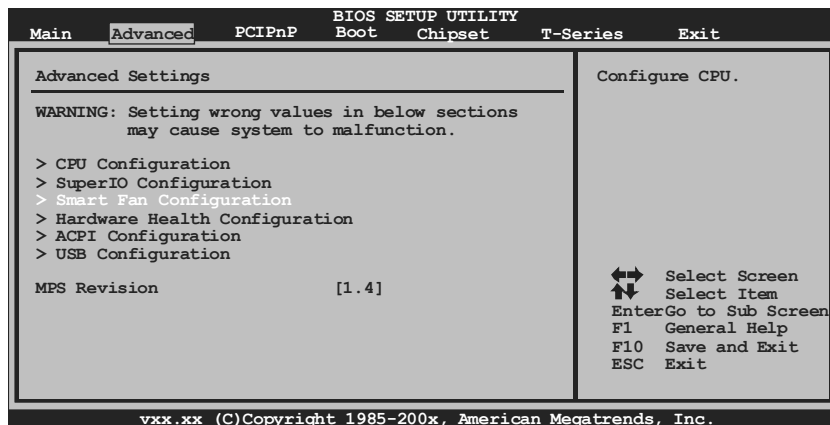 BIOS SETUP UTILITY
Main Advanced PCIPnP Boot Chipset T-Series Exit
Advanced Settings
WARNING: Setting wrong values in below sections
may cause system to malfunction.
> CPU Configuration
> SuperIO Configuration
> Smart Fan Configuration
> Hardware Health Configuration
> ACPI Configuration
> USB Configuration
MPS Revision [1.4]
Configure CPU.
Select Screen
Select Item
EnterGo to Sub Screen
F1 General Help
F10 Save and Exit
ESC Exit
vxx.xx (C)Copyright 1985-200x, American Megatrends, Inc.